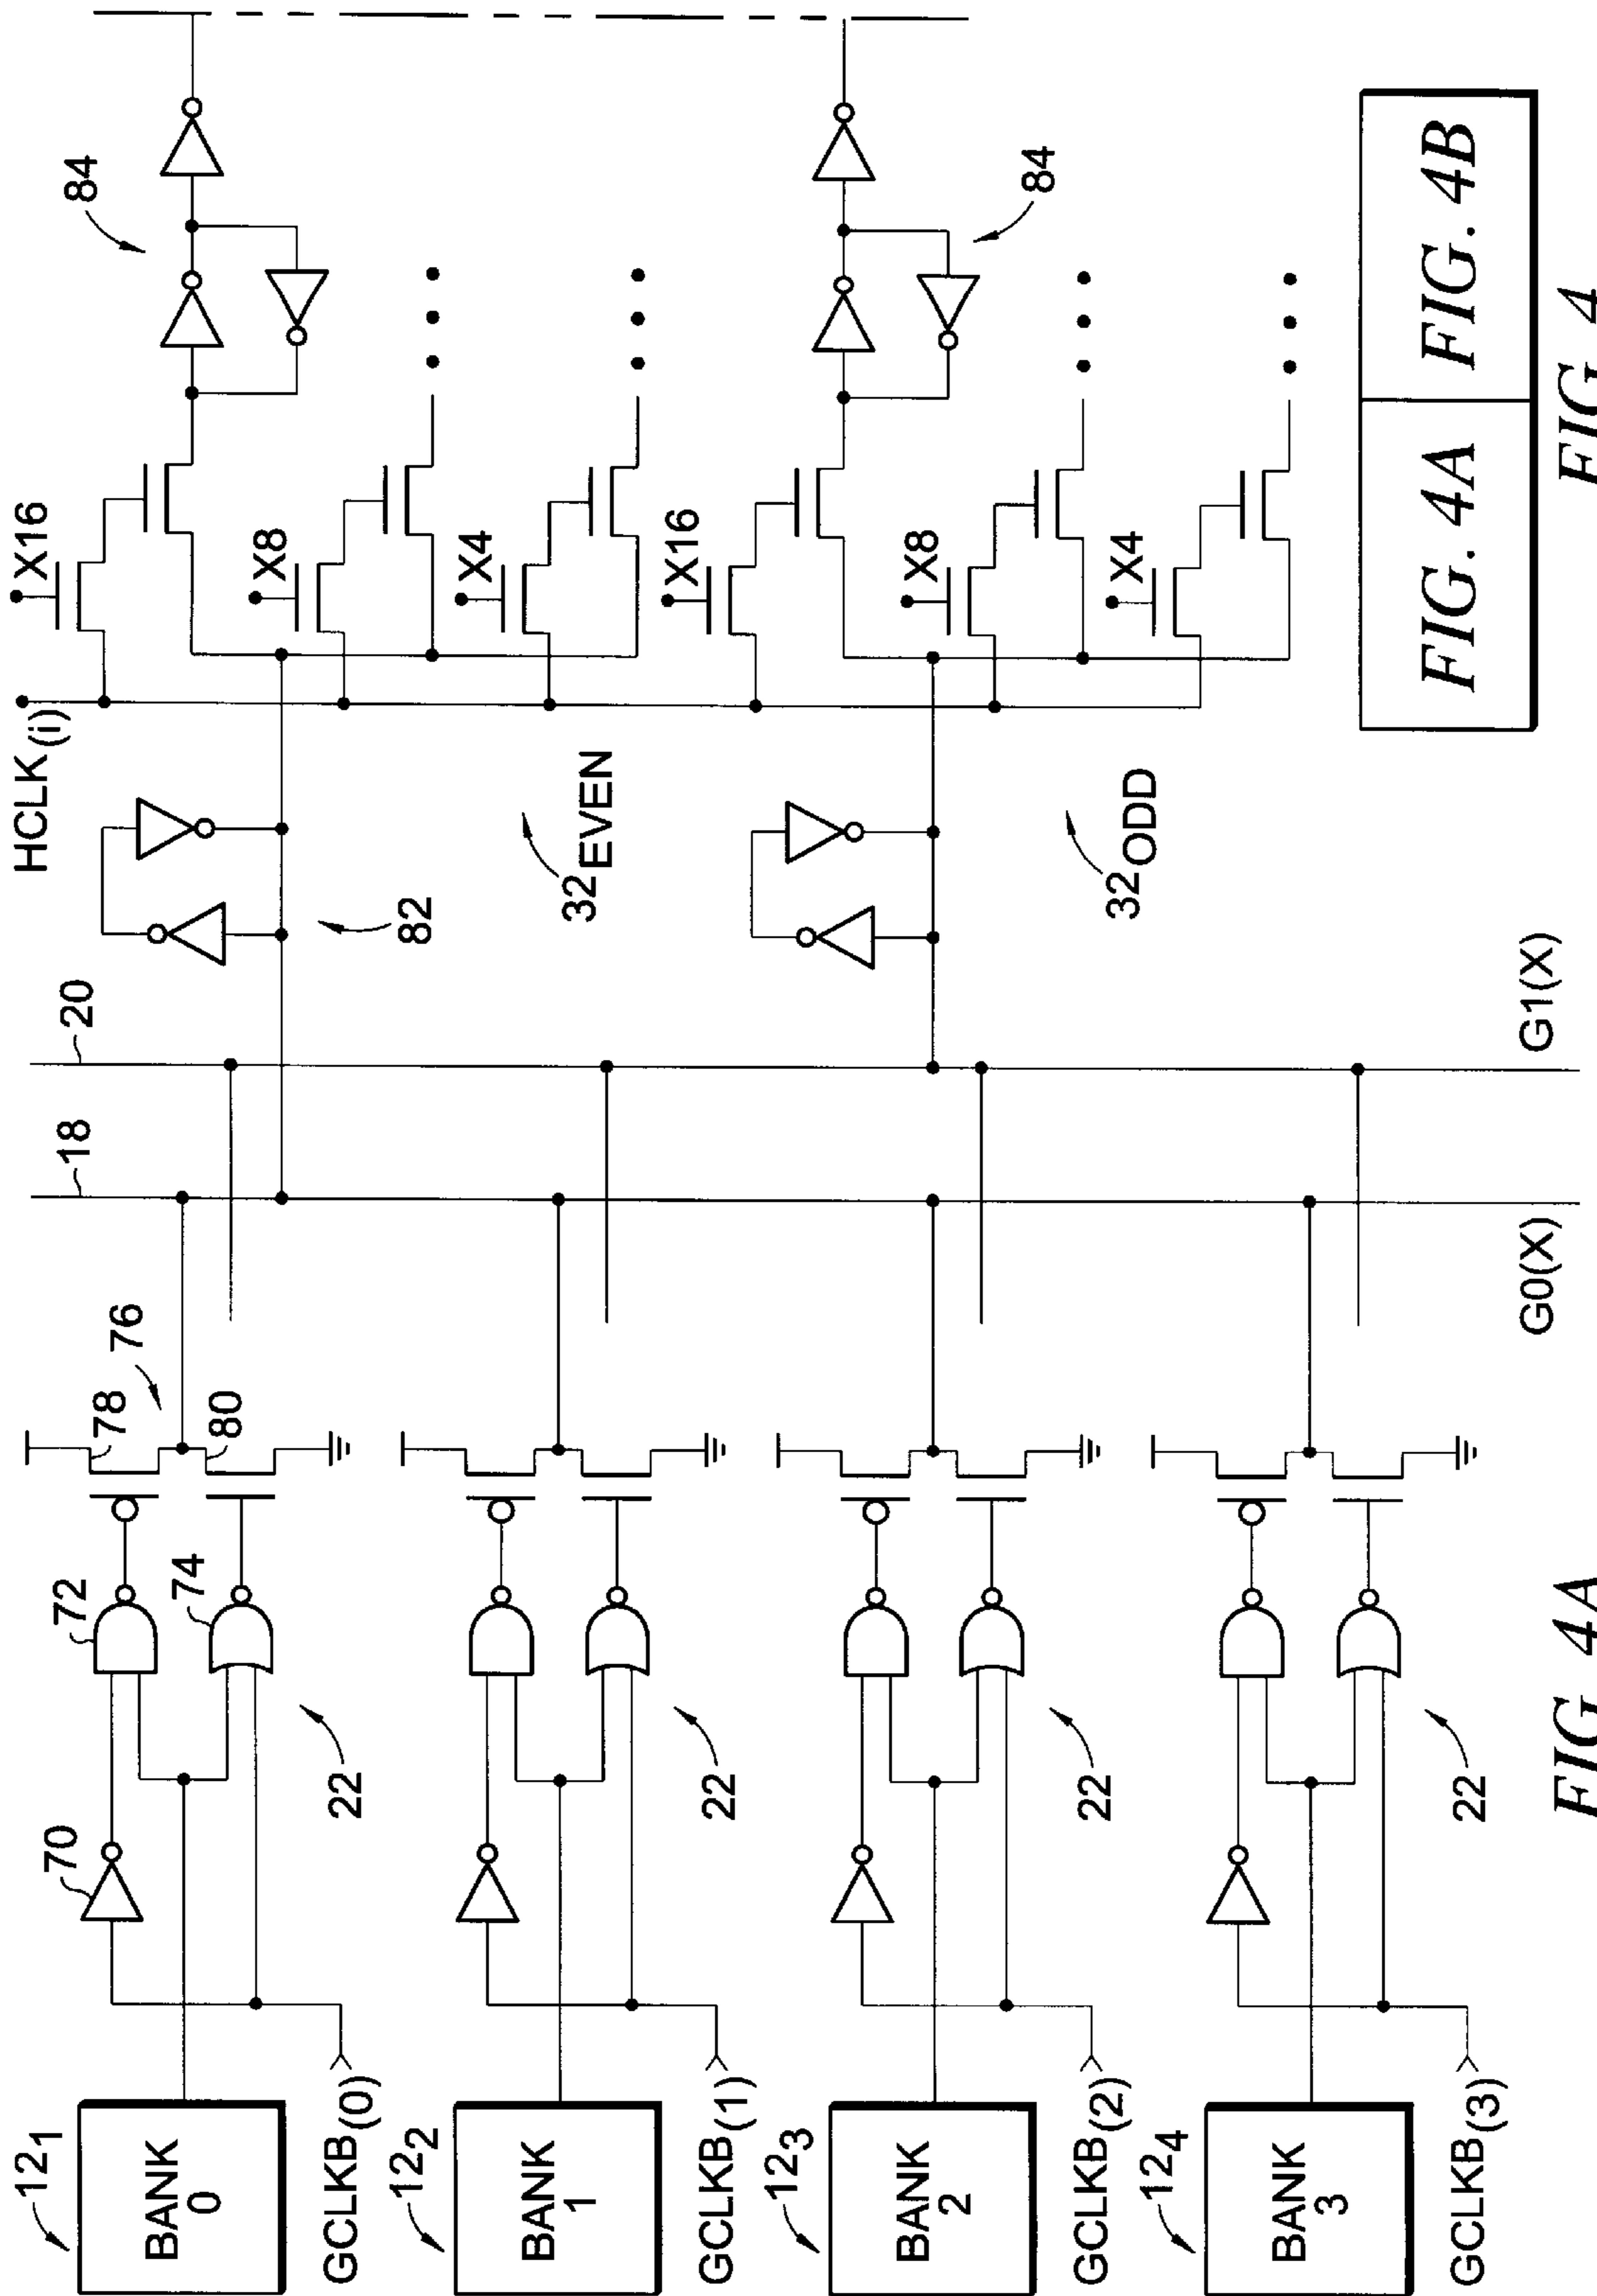 12₁
BANK
0
GCLKB(0)
70
72
74
78
76
80
22
18
20
82
HCLK(i)
X16
84
X8
X4
32EVEN
12₂
BANK
1
GCLKB(1)
22
12₃
BANK
2
GCLKB(2)
22
X16
X8
X4
84
32ODD
12₄
BANK
3
GCLKB(3)
22
G0(X)
G1(X)
FIG. 4A
FIG. 4A
FIG. 4B
FIG. 4